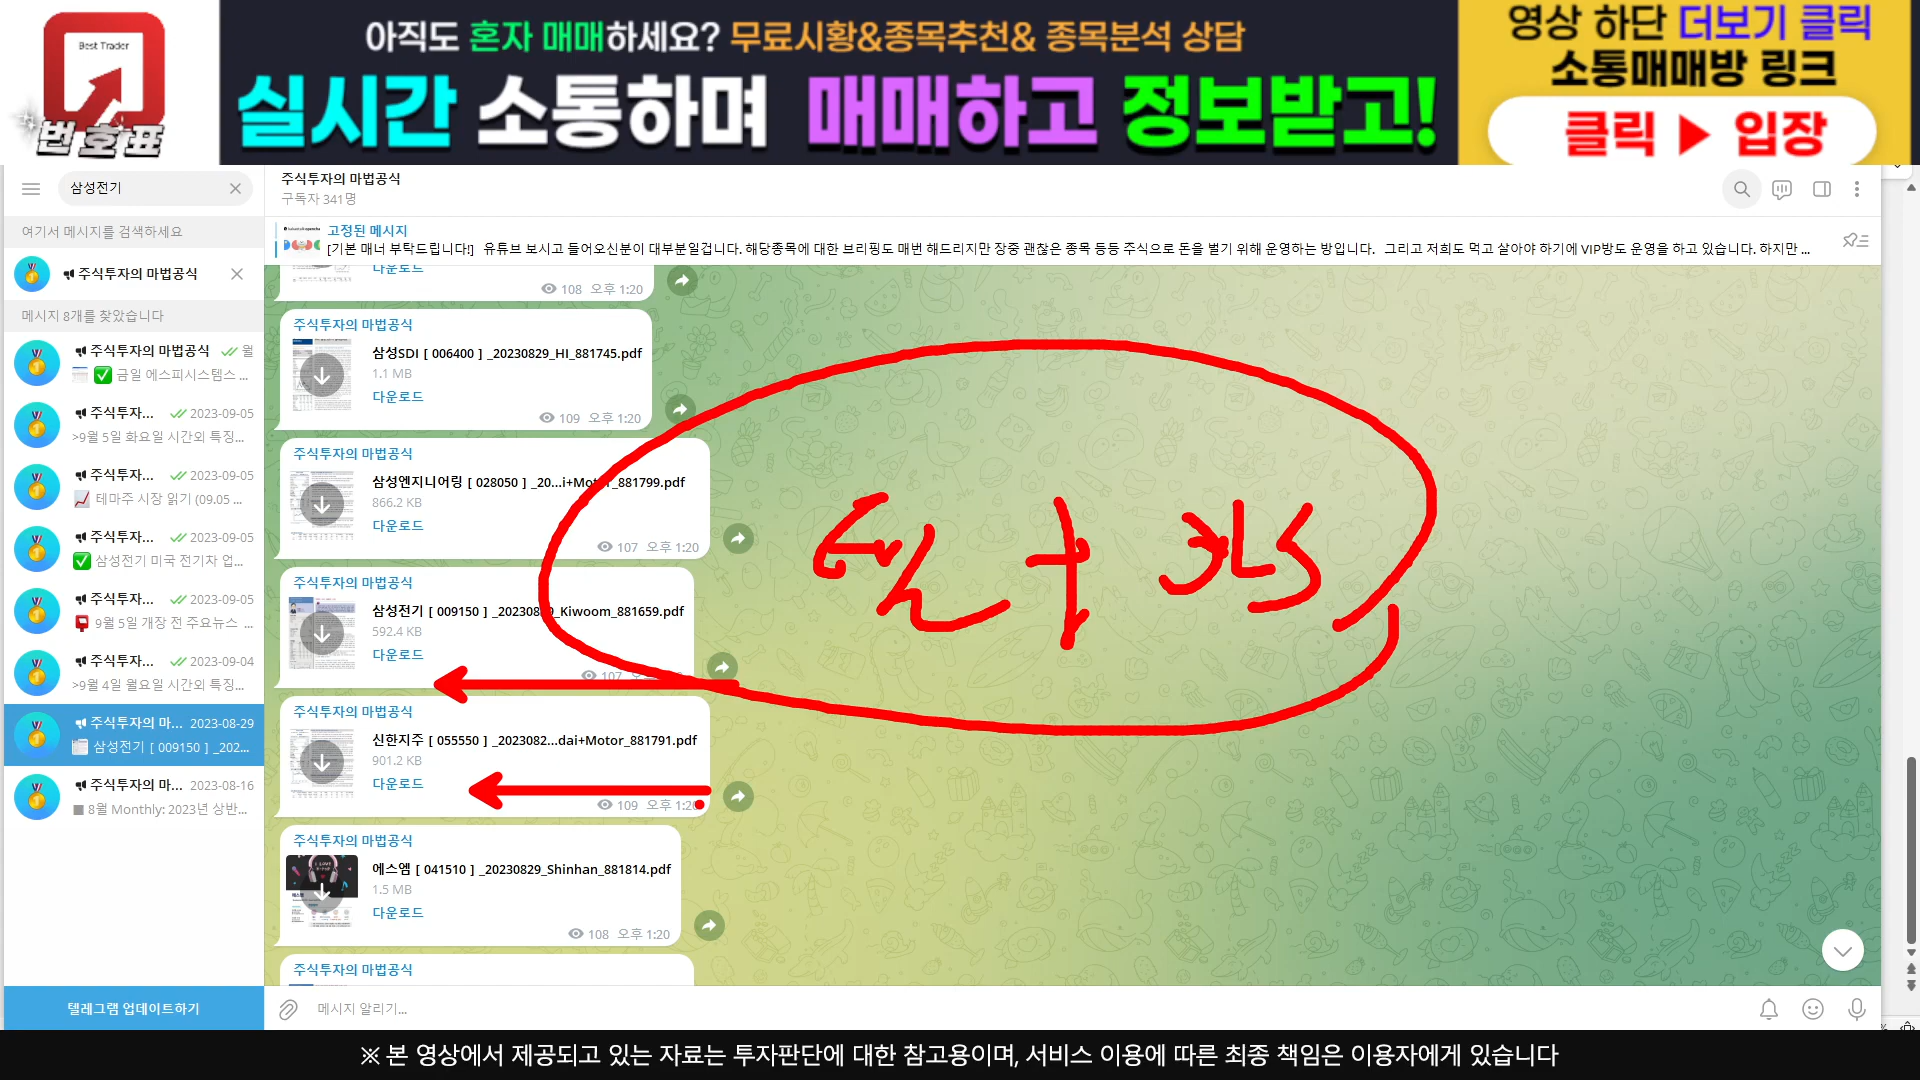 Best Trader
번호표
아직도 혼자 매매하세요? 무료시황&종목추천& 종목분석 상담
실시간 소통하며 매매하고 정보받고!
영상 하단 더보기 클릭
소통매매방 링크
클릭 ▶ 입장
삼성전기
여기서 메시지를 검색하세요
주식투자의 마법공식
메시지 8개를 찾았습니다
주식투자의 마법공식 월
✅ 금일 에스피시스템스 ...
주식투자... 2023-09-05
>9월 5일 화요일 시간외 특징...
주식투자... 2023-09-05
테마주 시장 읽기 (09.05 ...
주식투자... 2023-09-05
✅ 삼성전기 미국 전기자 업...
주식투자... 2023-09-05
9월 5일 개장 전 주요뉴스 ...
주식투자... 2023-09-04
>9월 4일 월요일 시간외 특징...
주식투자의 마... 2023-08-29
삼성전기 [ 009150 ] _202...
주식투자의 마... 2023-08-16
■ 8월 Monthly: 2023년 상반...
텔레그램 업데이트하기
주식투자의 마법공식
구독자 341명
고정된 메시지
[기본 매너 부탁드립니다!] 유튜브 보시고 들어오신분이 대부분일겁니다. 해당종목에 대한 브리핑도 매번 해드리지만 장중 괜찮은 종목 등등 주식으로 돈을 벌기 위해 운영하는 방입니다. 그리고 저희도 먹고 살아야 하기에 VIP방도 운영을 하고 있습니다. 하지만 ...
다운로드
108 오후 1:20
주식투자의 마법공식
삼성SDI [ 006400 ] _20230829_HI_881745.pdf
1.1 MB
다운로드
109 오후 1:20
주식투자의 마법공식
삼성엔지니어링 [ 028050 ] _20...i+Motor_881799.pdf
866.2 KB
다운로드
107 오후 1:20
주식투자의 마법공식
삼성전기 [ 009150 ] _20230829_Kiwoom_881659.pdf
592.4 KB
다운로드
107
주식투자의 마법공식
신한지주 [ 055550 ] _2023082...dai+Motor_881791.pdf
901.2 KB
다운로드
109 오후 1:20
주식투자의 마법공식
에스엠 [ 041510 ] _20230829_Shinhan_881814.pdf
1.5 MB
다운로드
108 오후 1:20
주식투자의 마법공식
메시지 알리기...
※ 본 영상에서 제공되고 있는 자료는 투자판단에 대한 참고용이며, 서비스 이용에 따른 최종 책임은 이용자에게 있습니다